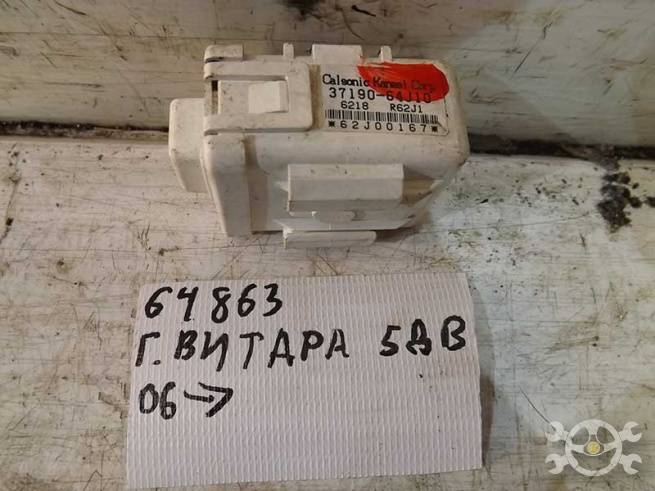 Calsonic Kansei Corp.
37190-64J10
6218 R62J1
*62J00167*
64863
Г. ВИТАРА 5ДВ
06→